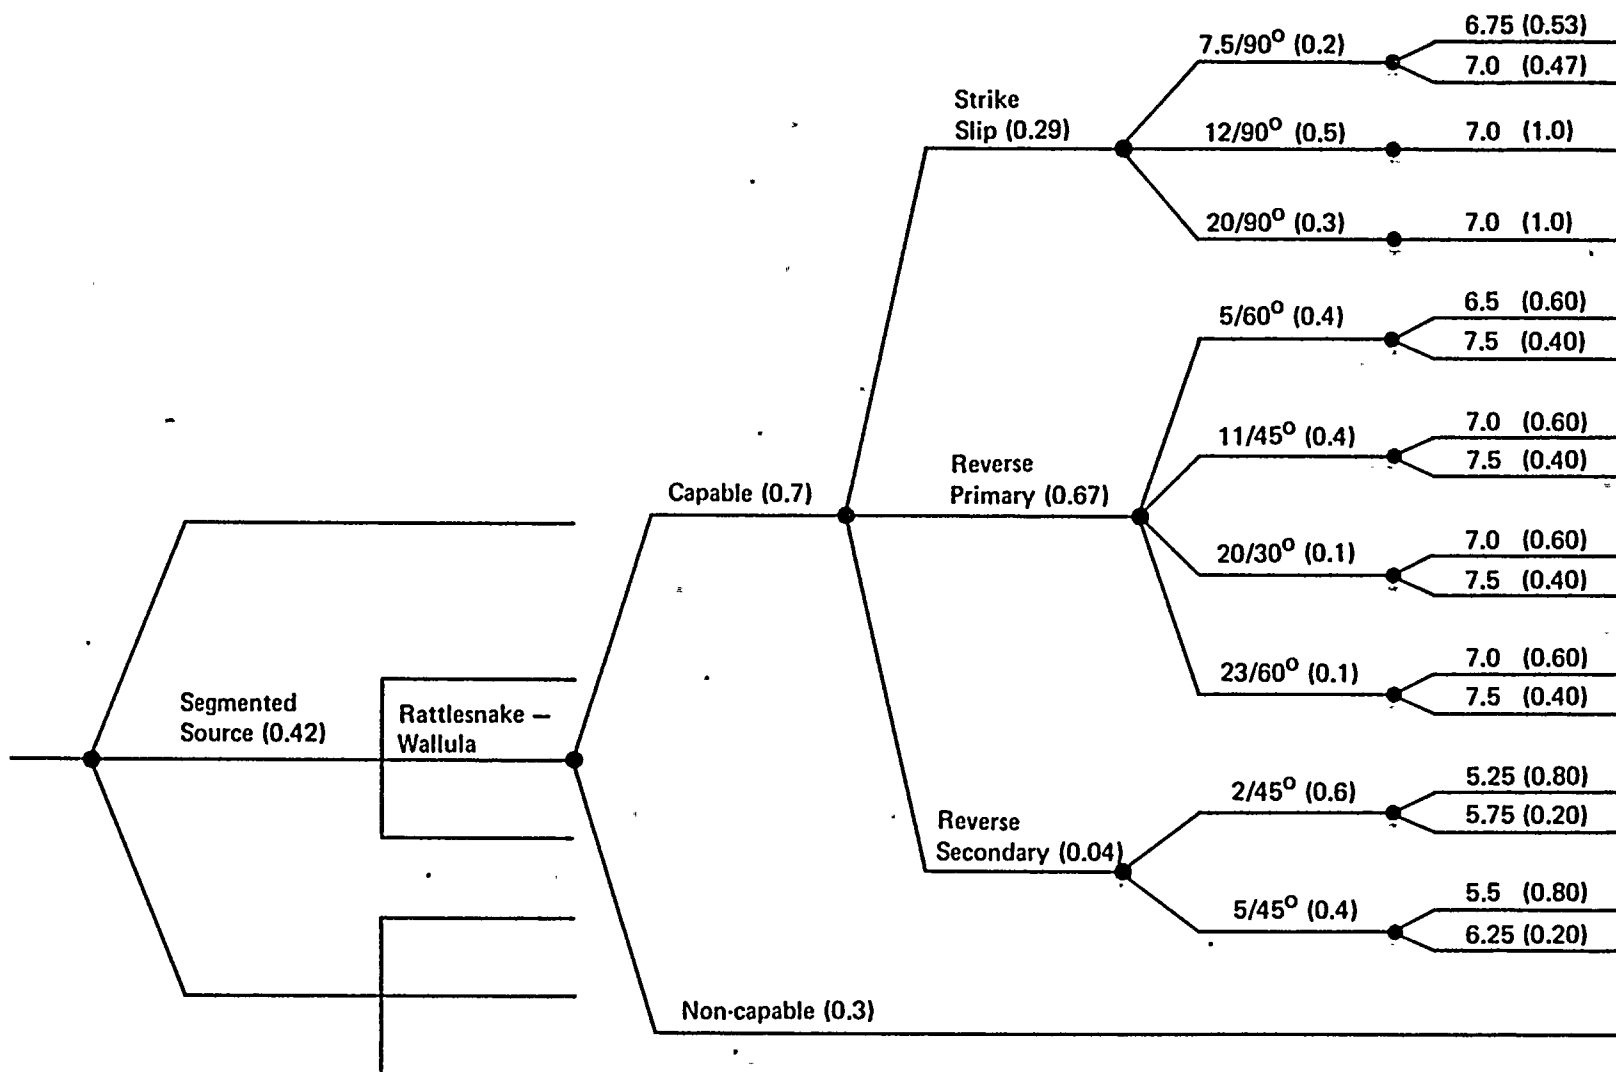 6.75 (0.53)
7.5/90° (0.2)
7.0 (0.47)
Strike
Slip (0.29)
12/90° (0.5)
7.0 (1.0)
20/90° (0.3)
7.0 (1.0)
6.5 (0.60)
5/60° (0.4)
7.5 (0.40)
7.0 (0.60)
11/45° (0.4)
7.5 (0.40)
Reverse
Primary (0.67)
Capable (0.7)
7.0 (0.60)
20/30° (0.1)
7.5 (0.40)
7.0 (0.60)
23/60° (0.1)
7.5 (0.40)
Segmented
Source (0.42)
Rattlesnake –
Wallula
5.25 (0.80)
2/45° (0.6)
5.75 (0.20)
Reverse
Secondary (0.04)
5.5 (0.80)
5/45° (0.4)
6.25 (0.20)
Non-capable (0.3)